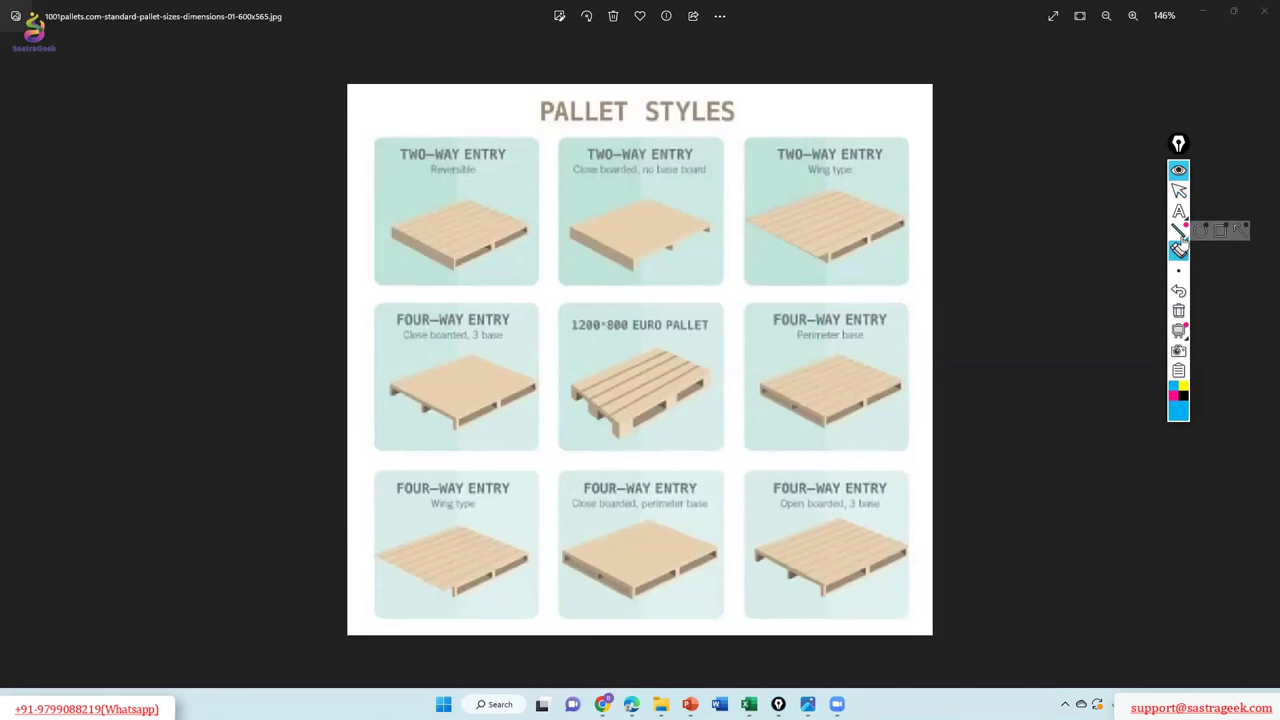 1001pallets.com-standard-pallet-sizes-dimensions-01-600x565.jpg
146%
SastraGeek
PALLET STYLES
TWO-WAY ENTRY
Reversible
TWO-WAY ENTRY
Close boarded, no base board
TWO-WAY ENTRY
Wing type
FOUR-WAY ENTRY
Close boarded, 3 base
1200*800 EURO PALLET
FOUR-WAY ENTRY
Perimeter base
FOUR-WAY ENTRY
Wing type
FOUR-WAY ENTRY
Close boarded, perimeter base
FOUR-WAY ENTRY
Open boarded, 3 base
Search
+91-9799088219(Whatsapp)
support@sastrageek.com